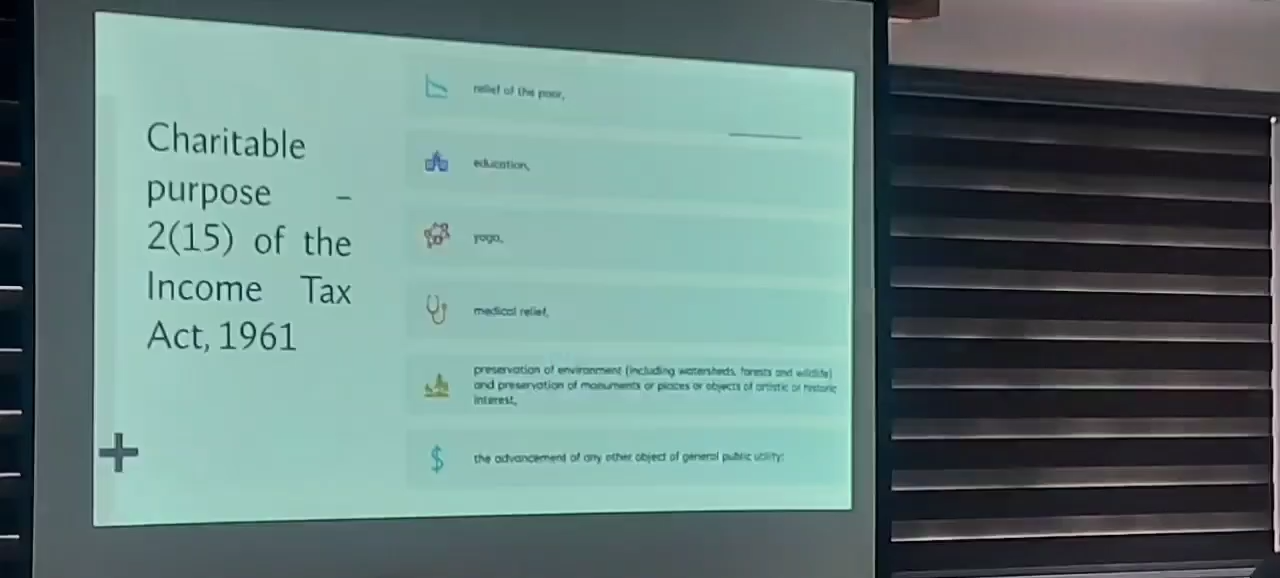 Charitable
purpose –
2(15) of the
Income Tax
Act, 1961
relief of the poor,
education,
yoga,
medical relief,
preservation of environment (including watersheds, forests and wildlife)
and preservation of monuments or places or objects of artistic or historic
interest,
the advancement of any other object of general public utility: